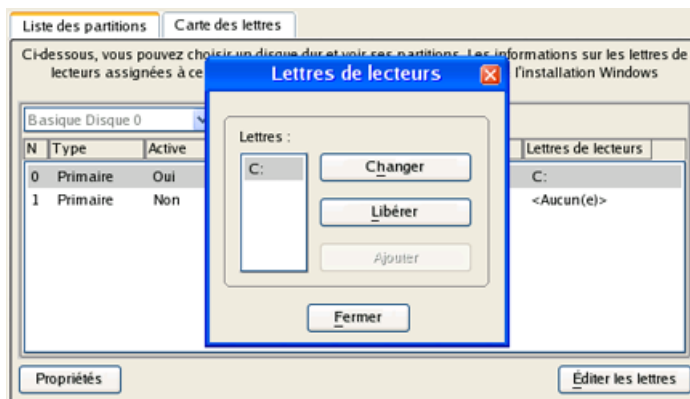 Liste des partitions
Carte des lettres
Ci-dessous, vous pouvez choisir un disque dur et voir ses partitions. Les informations sur les lettres de
lecteurs assignées à ce
l'installation Windows
Lettres de lecteurs
Basique Disque 0
Lettres :
C:
Changer
Libérer
Ajouter
Fermer
N Type Active Lettres de lecteurs
0 Primaire Oui C:
1 Primaire Non <Aucun(e)>
Propriétés
Éditer les lettres